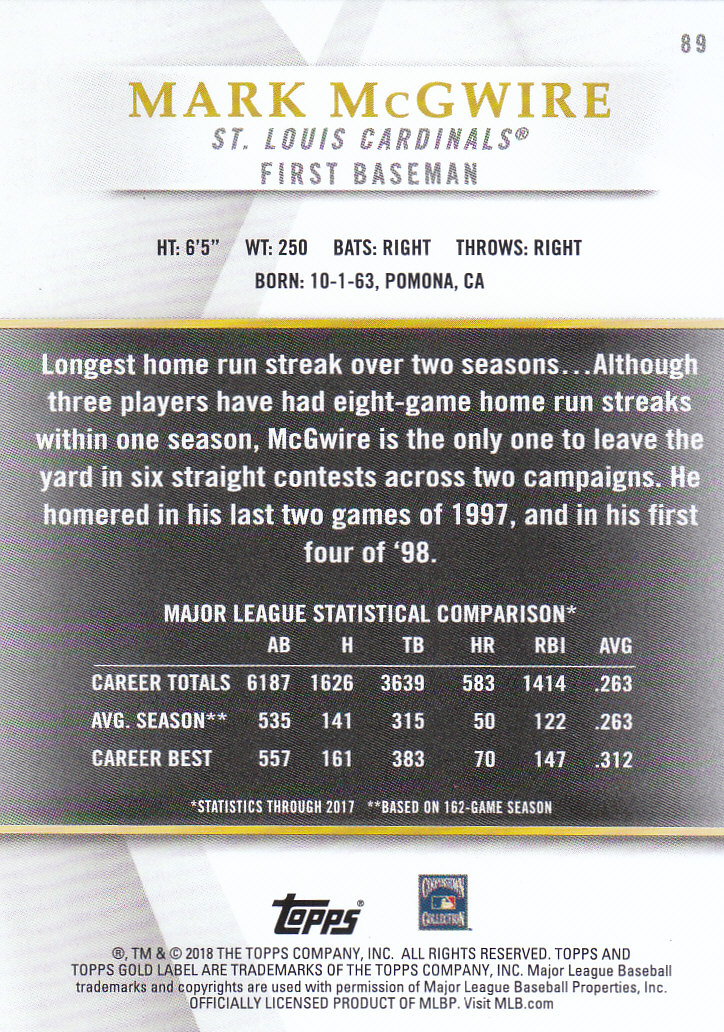 89
MARK McGWIRE
ST. LOUIS CARDINALS®
FIRST BASEMAN
HT: 6'5" WT: 250 BATS: RIGHT THROWS: RIGHT
BORN: 10-1-63, POMONA, CA
Longest home run streak over two seasons...Although
three players have had eight-game home run streaks
within one season, McGwire is the only one to leave the
yard in six straight contests across two campaigns. He
homered in his last two games of 1997, and in his first
four of ‘98.
MAJOR LEAGUE STATISTICAL COMPARISON*
AB H TB HR RBI AVG
CAREER TOTALS 6187 1626 3639 583 1414 .263
AVG. SEASON** 535 141 315 50 122 .263
CAREER BEST 557 161 383 70 147 .312
*STATISTICS THROUGH 2017 **BASED ON 162-GAME SEASON
Topps®
COOPERSTOWN
COLLECTION
®, TM & © 2018 THE TOPPS COMPANY, INC. ALL RIGHTS RESERVED. TOPPS AND
TOPPS GOLD LABEL ARE TRADEMARKS OF THE TOPPS COMPANY, INC. Major League Baseball
trademarks and copyrights are used with permission of Major League Baseball Properties, Inc.
OFFICIALLY LICENSED PRODUCT OF MLBP. Visit MLB.com